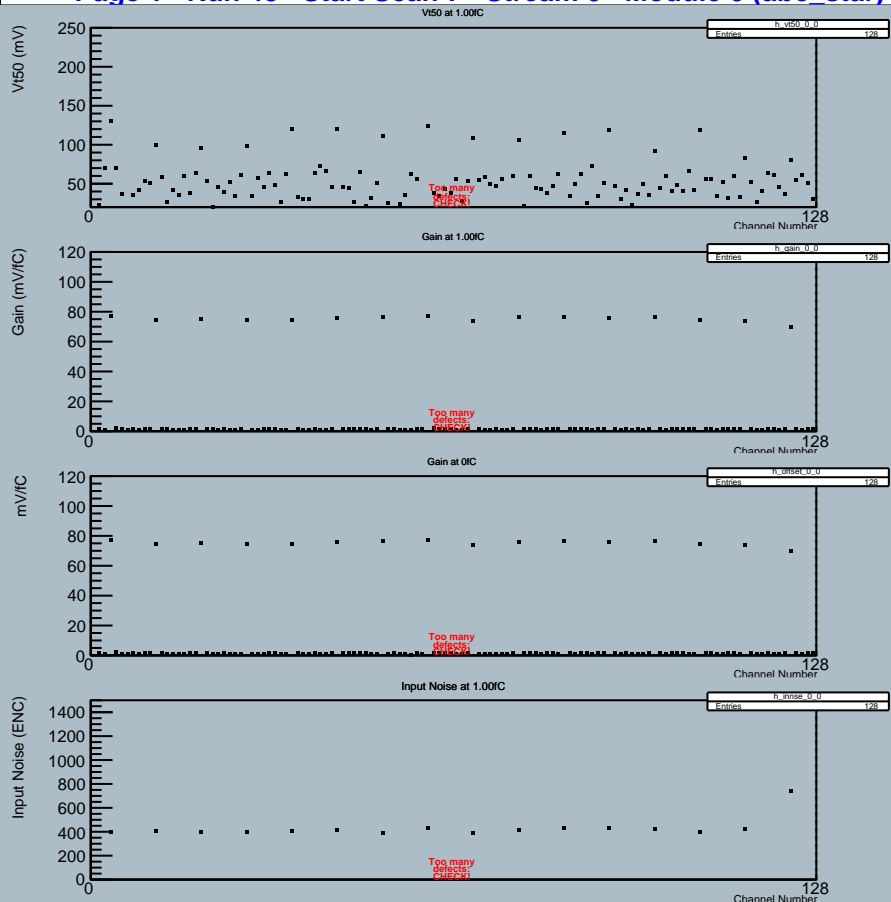 Vt50 at 1.00fC
h_vt50_0_0
Entries 128
Vt50 (mV)
250
200
150
100
50
Too many
defects:
CHECK!
0
128
Channel Number
Gain at 1.00fC
h_gain_0_0
Entries 128
Gain (mV/fC)
120
100
80
60
40
20
0
Too many
defects:
CHECK!
0
128
Channel Number
Gain at 0fC
h_offset_0_0
Entries 128
mV/fC
120
100
80
60
40
20
0
Too many
defects:
CHECK!
0
128
Channel Number
Input Noise at 1.00fC
h_innse_0_0
Entries 128
Input Noise (ENC)
1400
1200
1000
800
600
400
200
0
Too many
defects:
CHECK!
0
128
Channel Number